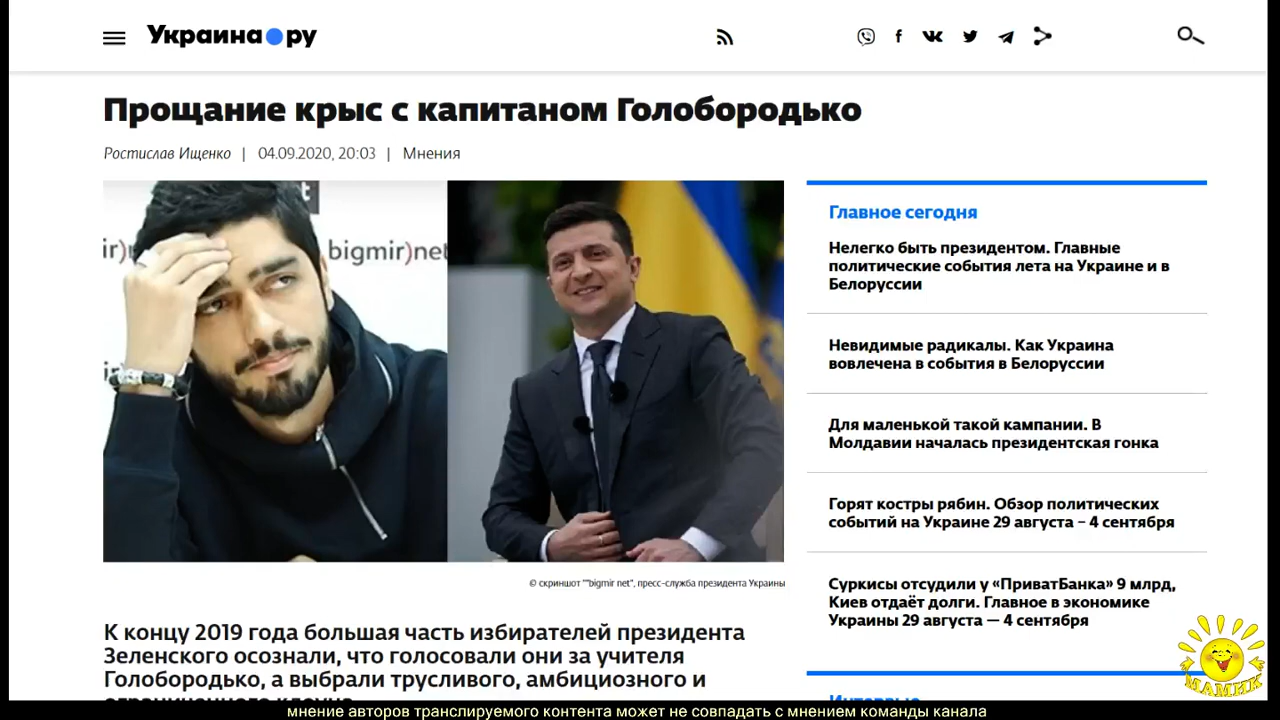 Украина ру
Прощание крыс с капитаном Голобородько
Ростислав Ищенко | 04.09.2020, 20:03 | Мнения
bigmir)net
© скриншот ""bigmir net", пресс-служба президента Украины
К концу 2019 года большая часть избирателей президента
Зеленского осознали, что голосовали они за учителя
Голобородько, а выбрали трусливого, амбициозного и
Главное сегодня
Нелегко быть президентом. Главные
политические события лета на Украине и в
Белоруссии
Невидимые радикалы. Как Украина
вовлечена в события в Белоруссии
Для маленькой такой кампании. В
Молдавии началась президентская гонка
Горят костры рябин. Обзор политических
событий на Украине 29 августа – 4 сентября
Суркисы отсудили у «ПриватБанка» 9 млрд,
Киев отдаёт долги. Главное в экономике
Украины 29 августа — 4 сентября
МАМИК
мнение авторов транслируемого контента может не совпадать с мнением команды канала